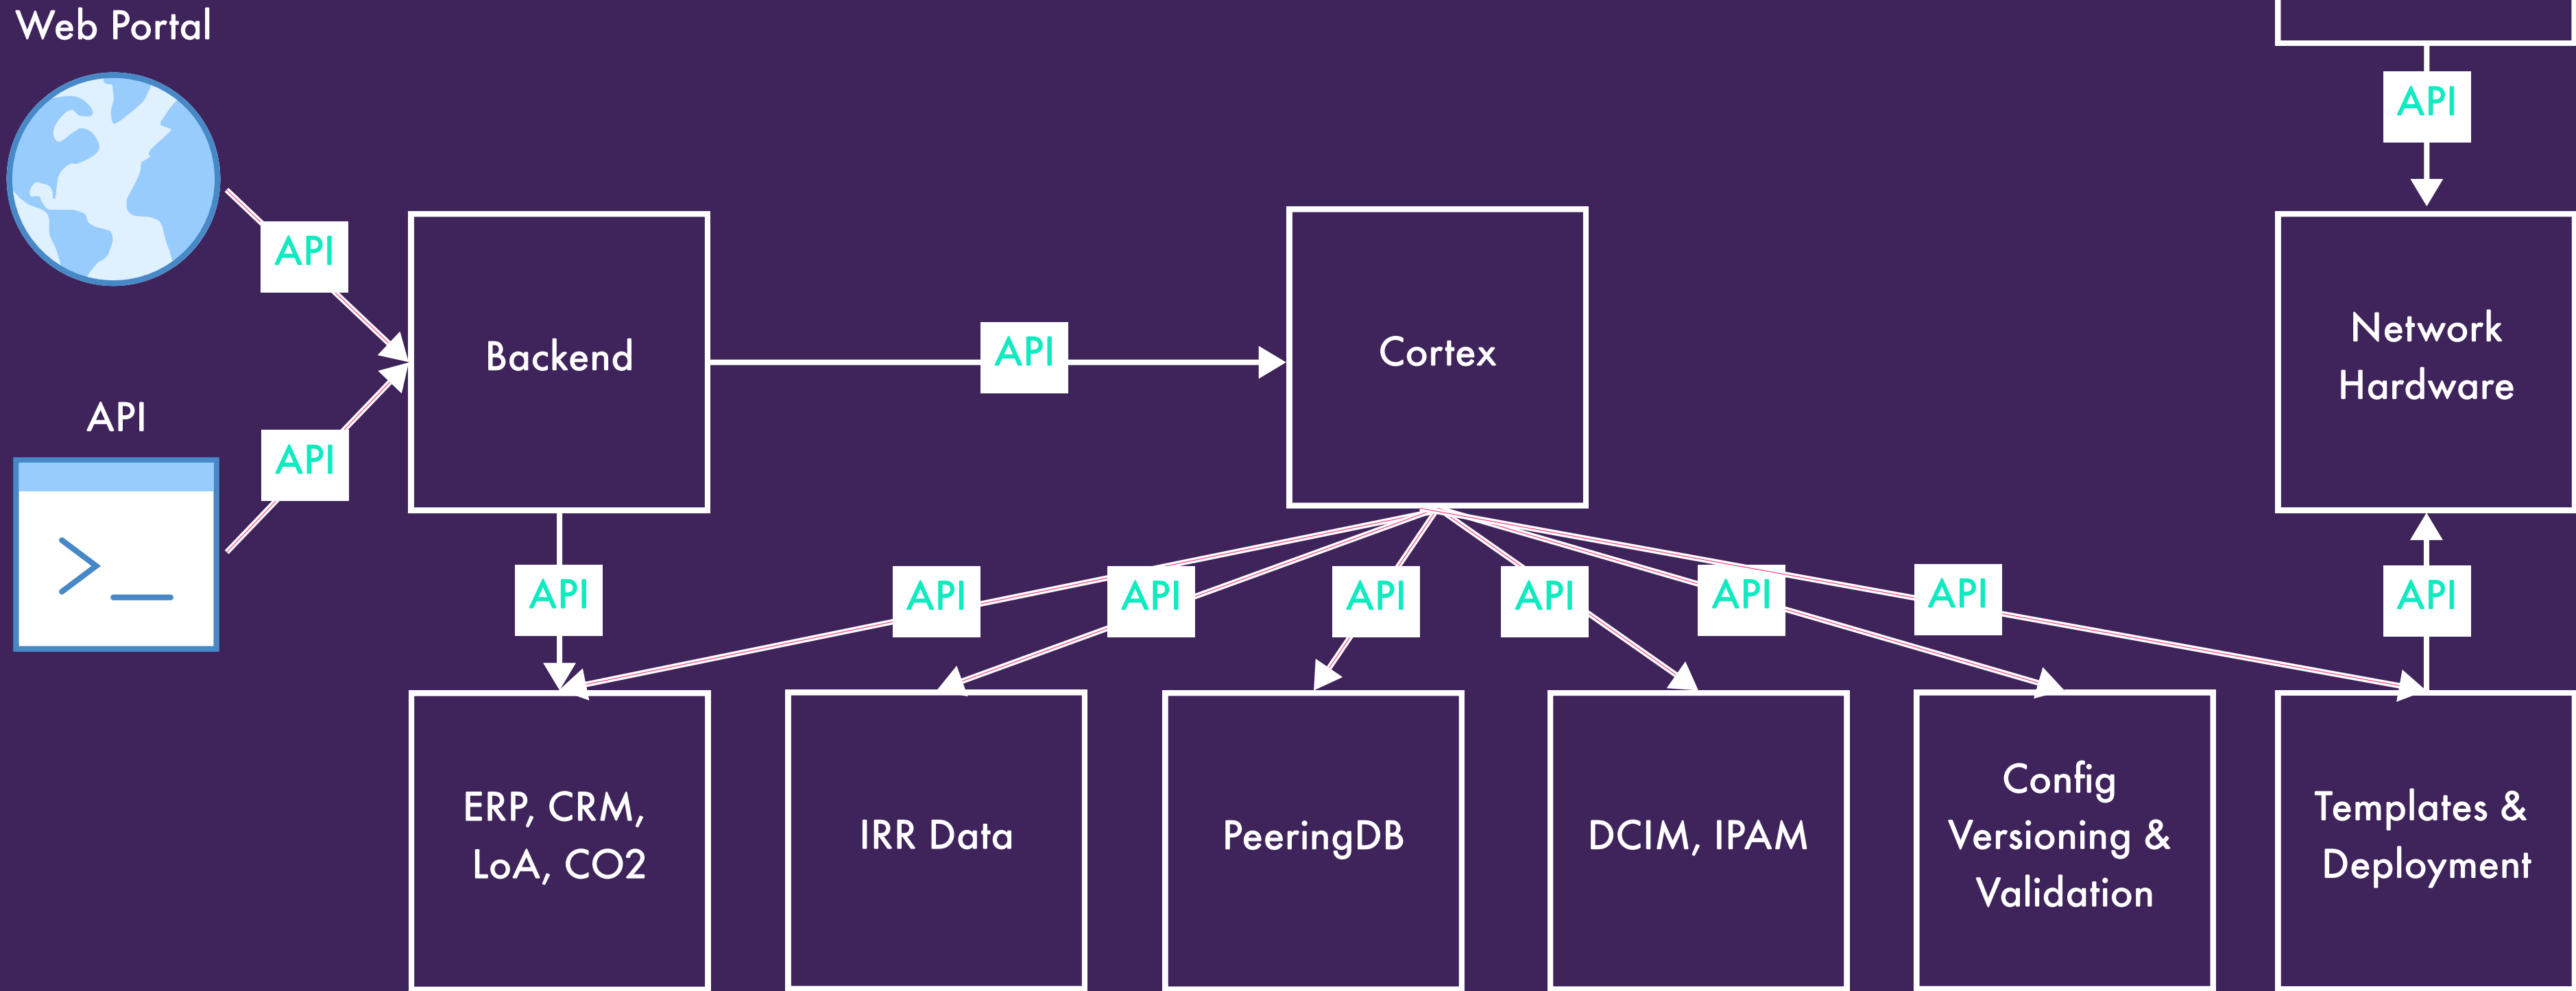 Web Portal
API
API
API
Backend
API
Cortex
Network
Hardware
API
API
API
API
API
API
API
API
API
API
ERP, CRM,
LoA, CO2
IRR Data
PeeringDB
DCIM, IPAM
Config
Versioning &
Validation
Templates &
Deployment